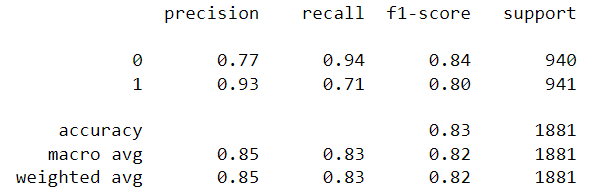 precision recall f1-score support
0 0.77 0.94 0.84 940
1 0.93 0.71 0.80 941
accuracy 0.83 1881
macro avg 0.85 0.83 0.82 1881
weighted avg 0.85 0.83 0.82 1881